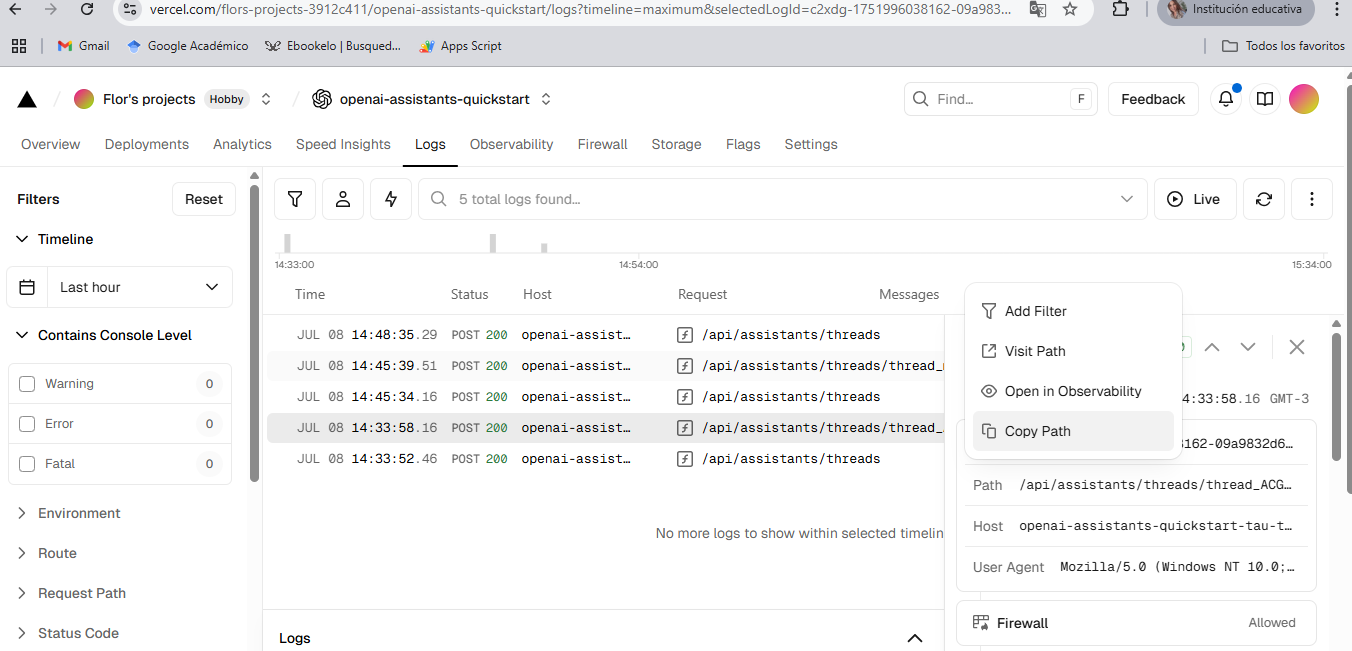 vercel.com/flors-projects-3912c411/openai-assistants-quickstart/logs?timeline=maximum&selectedLogId=c2xdg-1751996038162-09a983...
Institución educativa
Gmail
Google Académico
Ebookelo | Busqued...
Apps Script
Todos los favoritos
Flor's projects Hobby
openai-assistants-quickstart
Find...
F
Feedback
Overview Deployments Analytics Speed Insights Logs Observability Firewall Storage Flags Settings
Filters
Reset
Timeline
Last hour
Contains Console Level
Warning 0
Error 0
Fatal 0
Environment
Route
Request Path
Status Code
5 total logs found...
Live
14:33:00 14:54:00 15:34:00
Time Status Host Request Messages
JUL 08 14:48:35.29 POST 200 openai-assist... /api/assistants/threads
JUL 08 14:45:39.51 POST 200 openai-assist... /api/assistants/threads/thread_
JUL 08 14:45:34.16 POST 200 openai-assist... /api/assistants/threads
JUL 08 14:33:58.16 POST 200 openai-assist... /api/assistants/threads/thread_
JUL 08 14:33:52.46 POST 200 openai-assist... /api/assistants/threads
No more logs to show within selected timelin
Logs
Add Filter
Visit Path
Open in Observability
Copy Path
4:33:58.16 GMT-3
8162-09a9832d6...
Path /api/assistants/threads/thread_ACG...
Host openai-assistants-quickstart-tau-t...
User Agent Mozilla/5.0 (Windows NT 10.0;...
Firewall Allowed